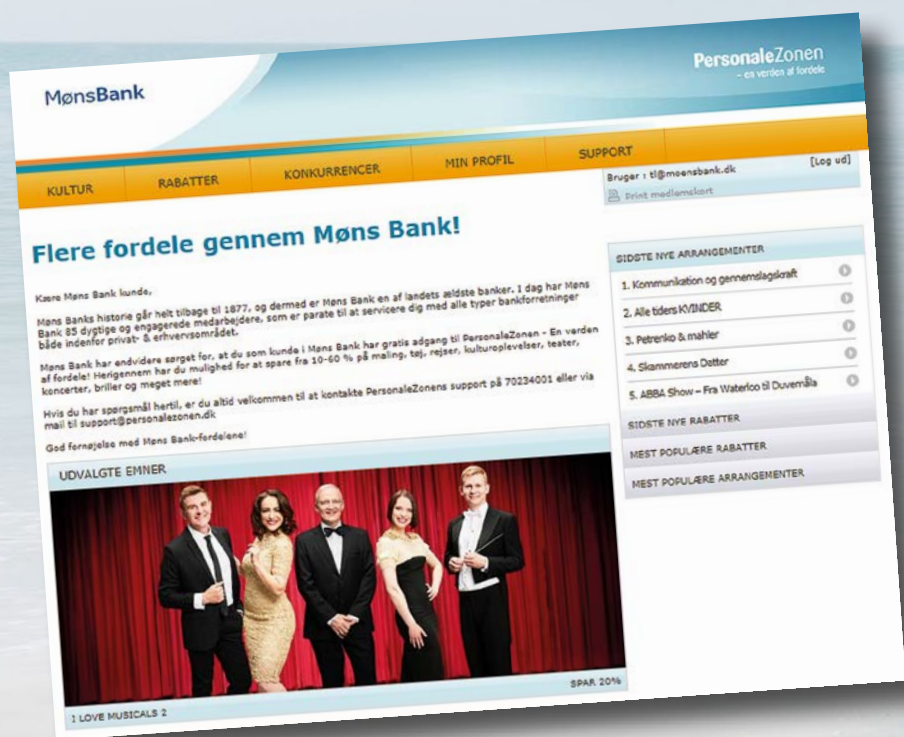 MønsBank
PersonaleZonen
– en verden af fordele
KULTUR
RABATTER
KONKURRENCER
MIN PROFIL
SUPPORT
Bruger : tl@moensbank.dk
[Log ud]
Print medlemskort
Flere fordele gennem Møns Bank!
Kære Møns Bank kunde,
Møns Banks historie går helt tilbage til 1877, og dermed er Møns Bank en af landets ældste banker. I dag har Møns
Bank 85 dygtige og engagerede medarbejdere, som er parate til at servicere dig med alle typer bankforretninger
både indenfor privat- & erhvervsområdet.
Møns Bank har endvidere sørget for, at du som kunde i Møns Bank har gratis adgang til PersonaleZonen - En verden
af fordele! Herigennem har du mulighed for at spare fra 10-60 % på maling, tøj, rejser, kulturoplevelser, teater,
koncerter, briller og meget mere!
Hvis du har spørgsmål hertil, er du altid velkommen til at kontakte PersonaleZonens support på 70234001 eller via
mail til support@personalezonen.dk
God fornøjelse med Møns Bank-fordelene!
SIDSTE NYE ARRANGEMENTER
1. Kommunikation og gennemslagskraft
2. Alle tiders KVINDER
3. Petrenko & mahler
4. Skammerens Datter
5. ABBA Show – Fra Waterloo til Duvemåla
SIDSTE NYE RABATTER
MEST POPULÆRE RABATTER
MEST POPULÆRE ARRANGEMENTER
UDVALGTE EMNER
I LOVE MUSICALS 2
SPAR 20%